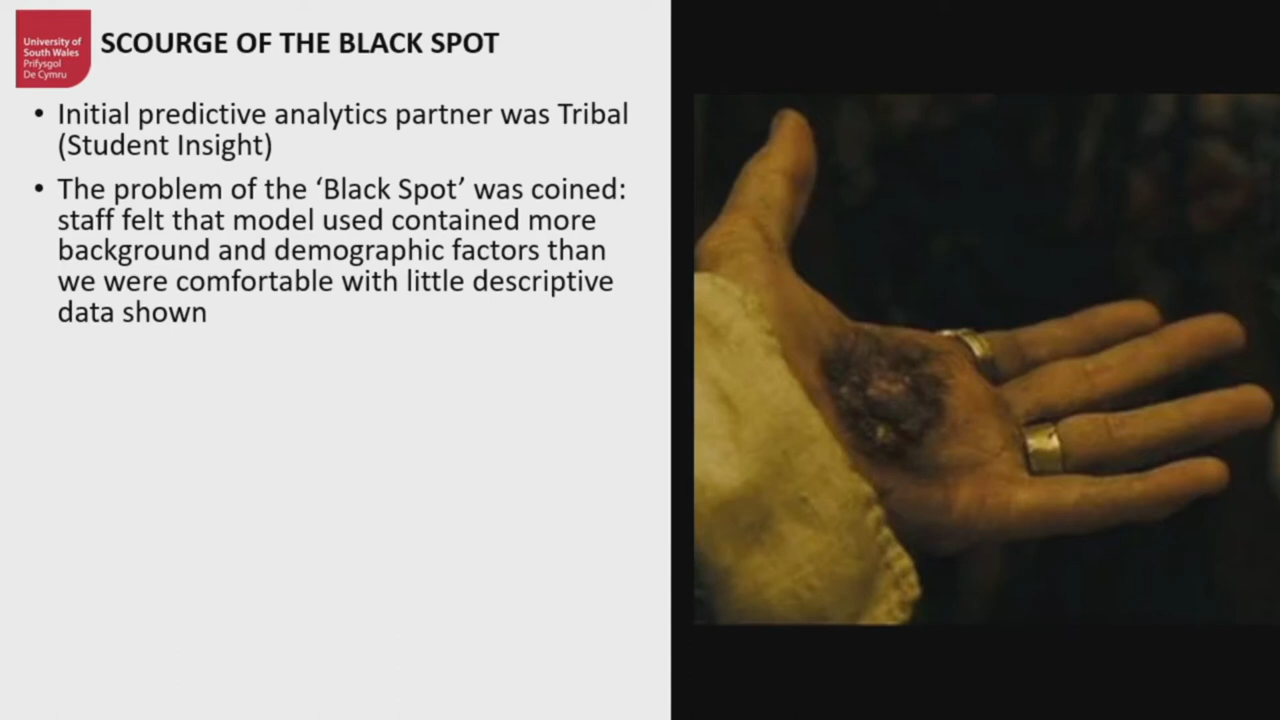 University of
South Wales
Prifysgol
De Cymru
SCOURGE OF THE BLACK SPOT
• Initial predictive analytics partner was Tribal
(Student Insight)
• The problem of the ‘Black Spot’ was coined:
staff felt that model used contained more
background and demographic factors than
we were comfortable with little descriptive
data shown